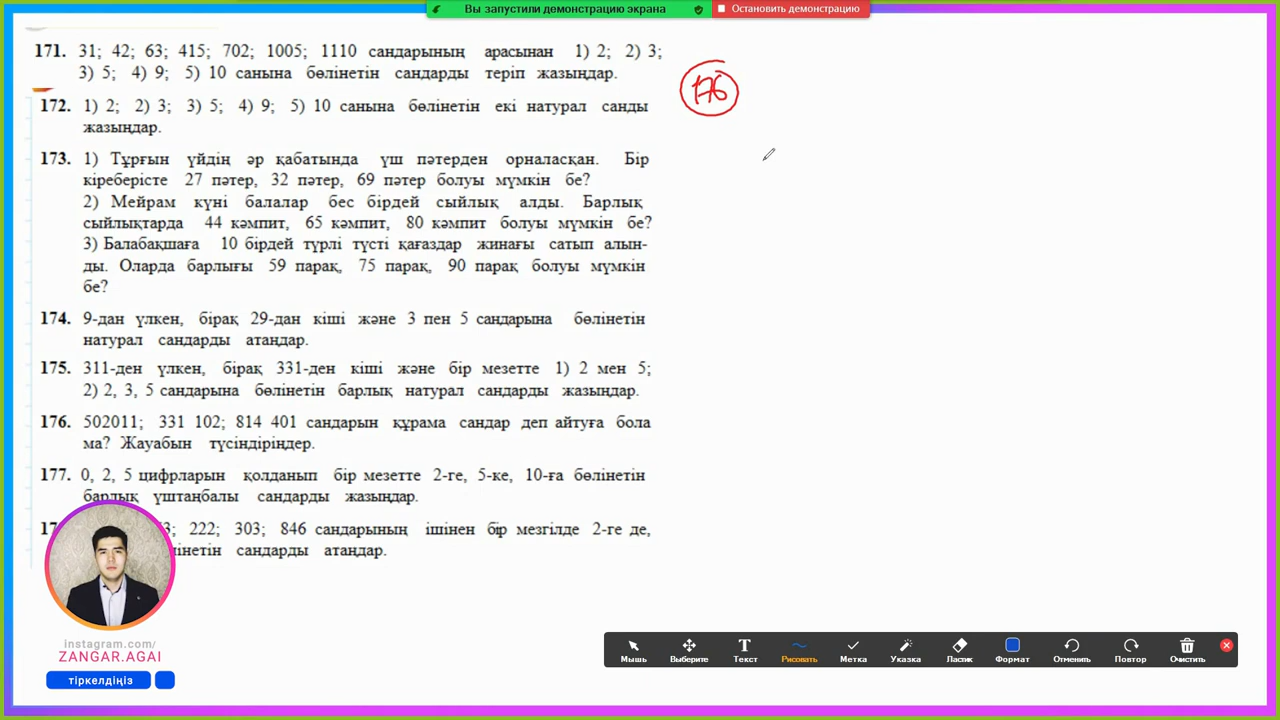 Вы запустили демонстрацию экрана
Остановить демонстрацию
171. 31; 42; 63; 415; 702; 1005; 1110 сандарының арасынан 1) 2; 2) 3;
3) 5; 4) 9; 5) 10 санына бөлінетін сандарды теріп жазыңдар.
172. 1) 2; 2) 3; 3) 5; 4) 9; 5) 10 санына бөлінетін екі натурал санды
жазыңдар.
173. 1) Тұрғын үйдің әр қабатында үш пәтерден орналасқан. Бір
кіреберісте 27 пәтер, 32 пәтер, 69 пәтер болуы мүмкін бе?
2) Мейрам күні балалар бес бірдей сыйлық алды. Барлық
сыйлықтарда 44 кәмпит, 65 кәмпит, 80 кәмпит болуы мүмкін бе?
3) Балабақшаға 10 бірдей түрлі түсті қағаздар жинағы сатып алын-
ды. Оларда барлығы 59 парақ, 75 парақ, 90 парақ болуы мүмкін
бе?
174. 9-дан үлкен, бірақ 29-дан кіші және 3 пен 5 сандарына бөлінетін
натурал сандарды атаңдар.
175. 311-ден үлкен, бірақ 331-ден кіші және бір мезетте 1) 2 мен 5;
2) 2, 3, 5 сандарына бөлінетін барлық натурал сандарды жазыңдар.
176. 502011; 331 102; 814 401 сандарын құрама сандар деп айтуға бола
ма? Жауабын түсіндіріңдер.
177. 0, 2, 5 цифрларын қолданып бір мезетте 2-ге, 5-ке, 10-ға бөлінетін
барлық үштаңбалы сандарды жазыңдар.
222; 303; 846 сандарының ішінен бір мезгілде 2-ге де,
сандарды атаңдар.
176
instagram.com/
ZANGAR.AGAI
тіркелдіңіз
Мышь Выберите Текст Рисовать Метка Указка Ластик Формат Отменить Повтор Очистить